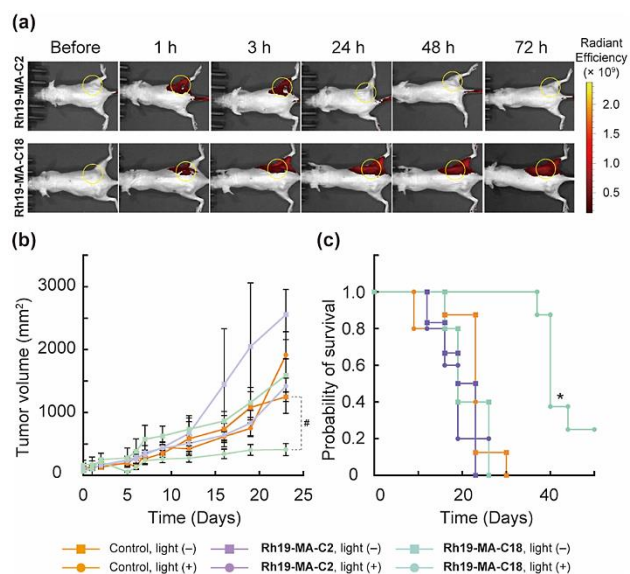 (a)
Before 1 h 3 h 24 h 48 h 72 h
Radiant
Efficiency
(× 10⁹)
Rh19-MA-C2
2.0
1.5
1.0
0.5
Rh19-MA-C18
(b)
Tumor volume (mm²)
3000
2000
1000
0
#
0 5 10 15 20 25
Time (Days)
(c)
Probability of survival
1.0
0.8
0.6
0.4
0.2
0
*
0 20 40
Time (Days)
Control, light (–) Rh19-MA-C2, light (–) Rh19-MA-C18, light (–)
Control, light (+) Rh19-MA-C2, light (+) Rh19-MA-C18, light (+)